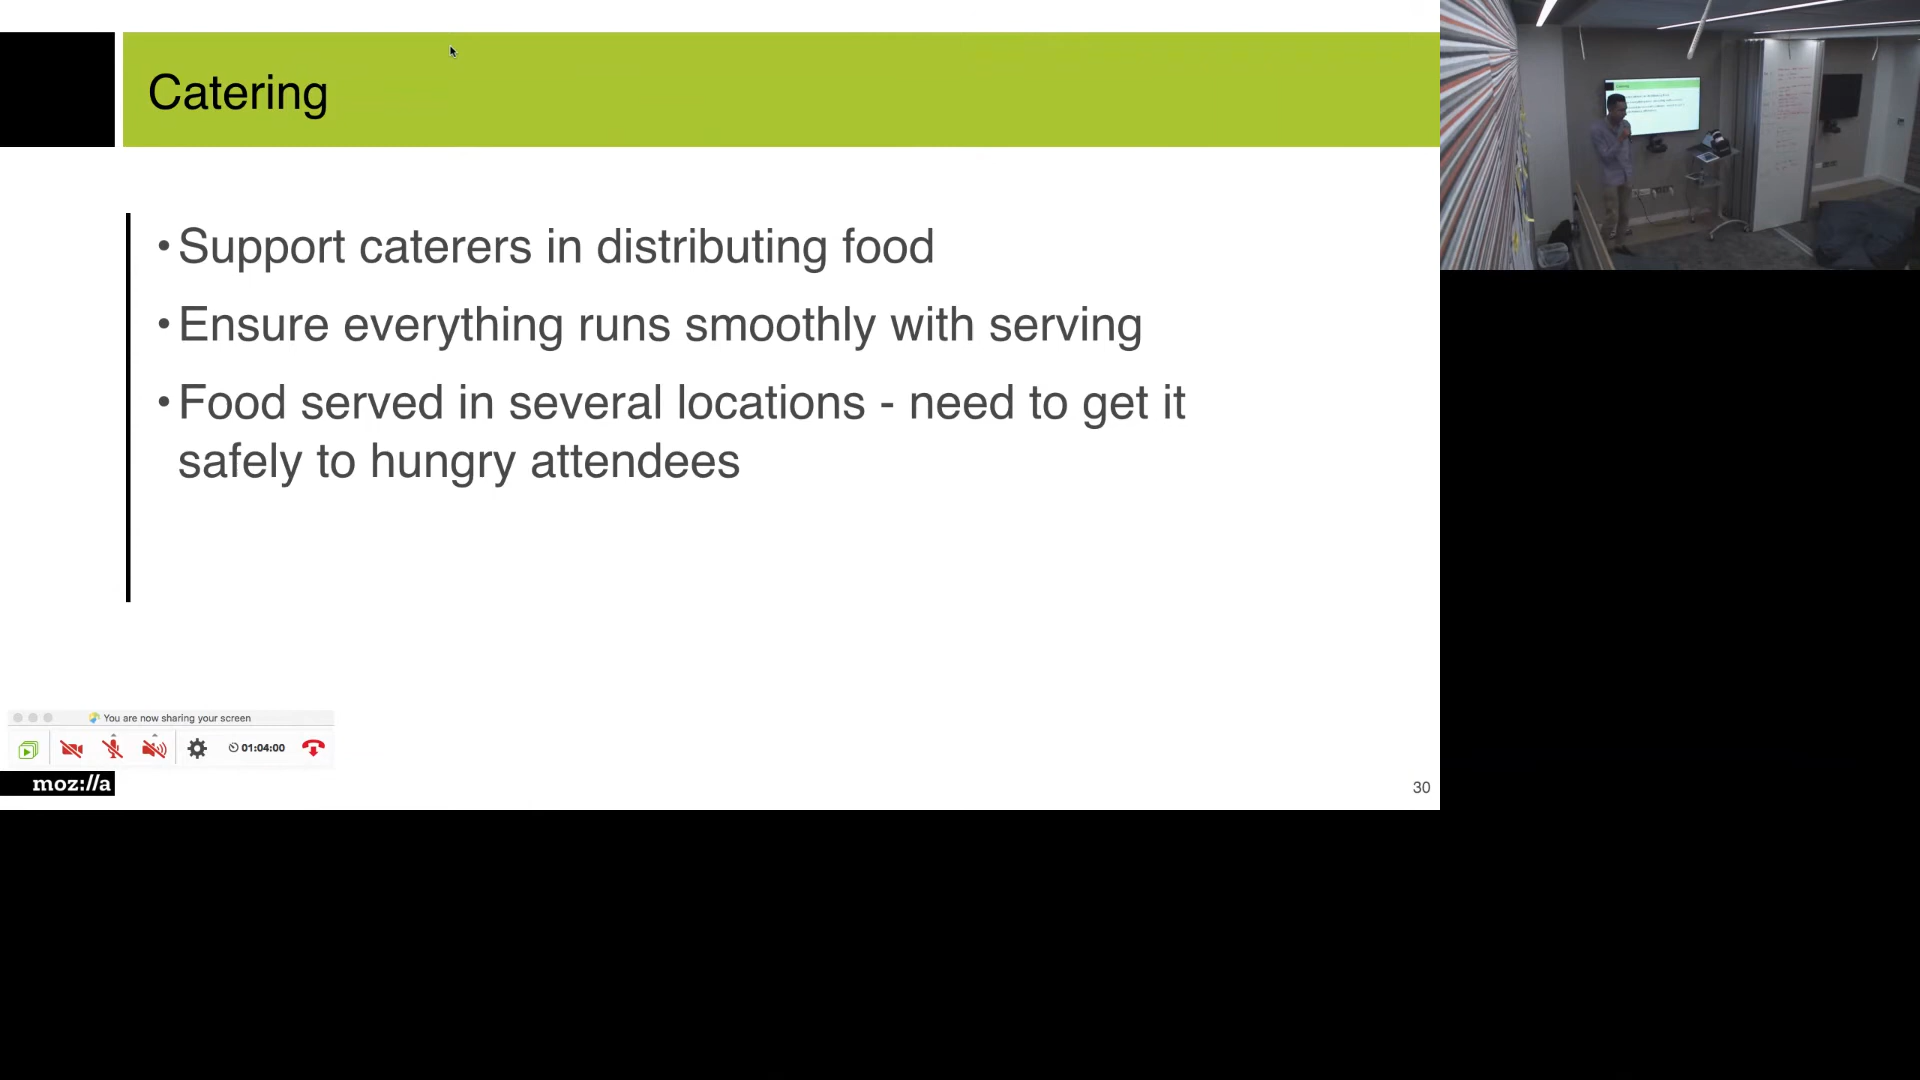 Catering
• Support caterers in distributing food
• Ensure everything runs smoothly with serving
• Food served in several locations - need to get it
safely to hungry attendees
You are now sharing your screen
01:04:00
moz://a
30